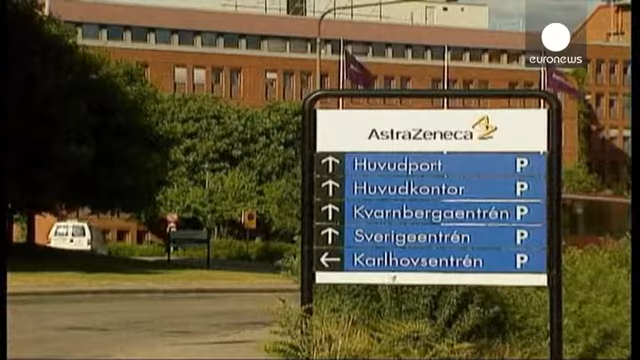 euronews
AstraZeneca
↑ Huvudport P
↑ Huvudkontor P
↑ Kvarnbergaentrén P
↑ Sverigeentrén P
← Karlhovsentrén P